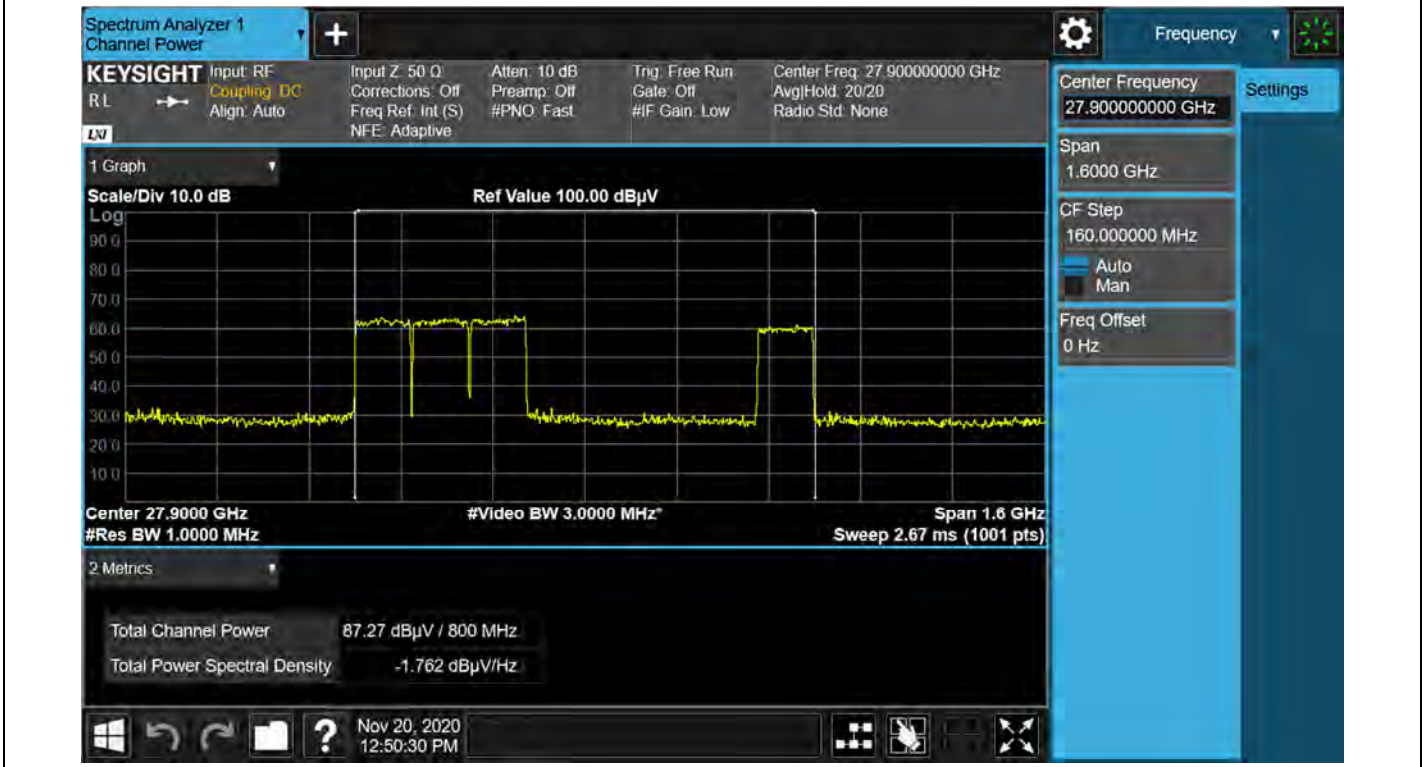 Spectrum Analyzer 1
Channel Power
+
Frequency
KEYSIGHT
RL
LXI
Input: RF
Coupling: DC
Align: Auto
Input Z: 50 Ω
Corrections: Off
Freq Ref: Int (S)
NFE: Adaptive
Atten: 10 dB
Preamp: Off
#PNO: Fast
Trig: Free Run
Gate: Off
#IF Gain: Low
Center Freq: 27.900000000 GHz
Avg|Hold: 20/20
Radio Std: None
Center Frequency
27.900000000 GHz
Settings
Span
1.6000 GHz
CF Step
160.000000 MHz
Auto
Man
Freq Offset
0 Hz
1 Graph
Scale/Div 10.0 dB
Ref Value 100.00 dBµV
Log
90.0
80.0
70.0
60.0
50.0
40.0
30.0
20.0
10.0
Center 27.9000 GHz
#Video BW 3.0000 MHz*
Span 1.6 GHz
#Res BW 1.0000 MHz
Sweep 2.67 ms (1001 pts)
2 Metrics
Total Channel Power 87.27 dBµV / 800 MHz
Total Power Spectral Density -1.762 dBµV/Hz
?
Nov 20, 2020
12:50:30 PM